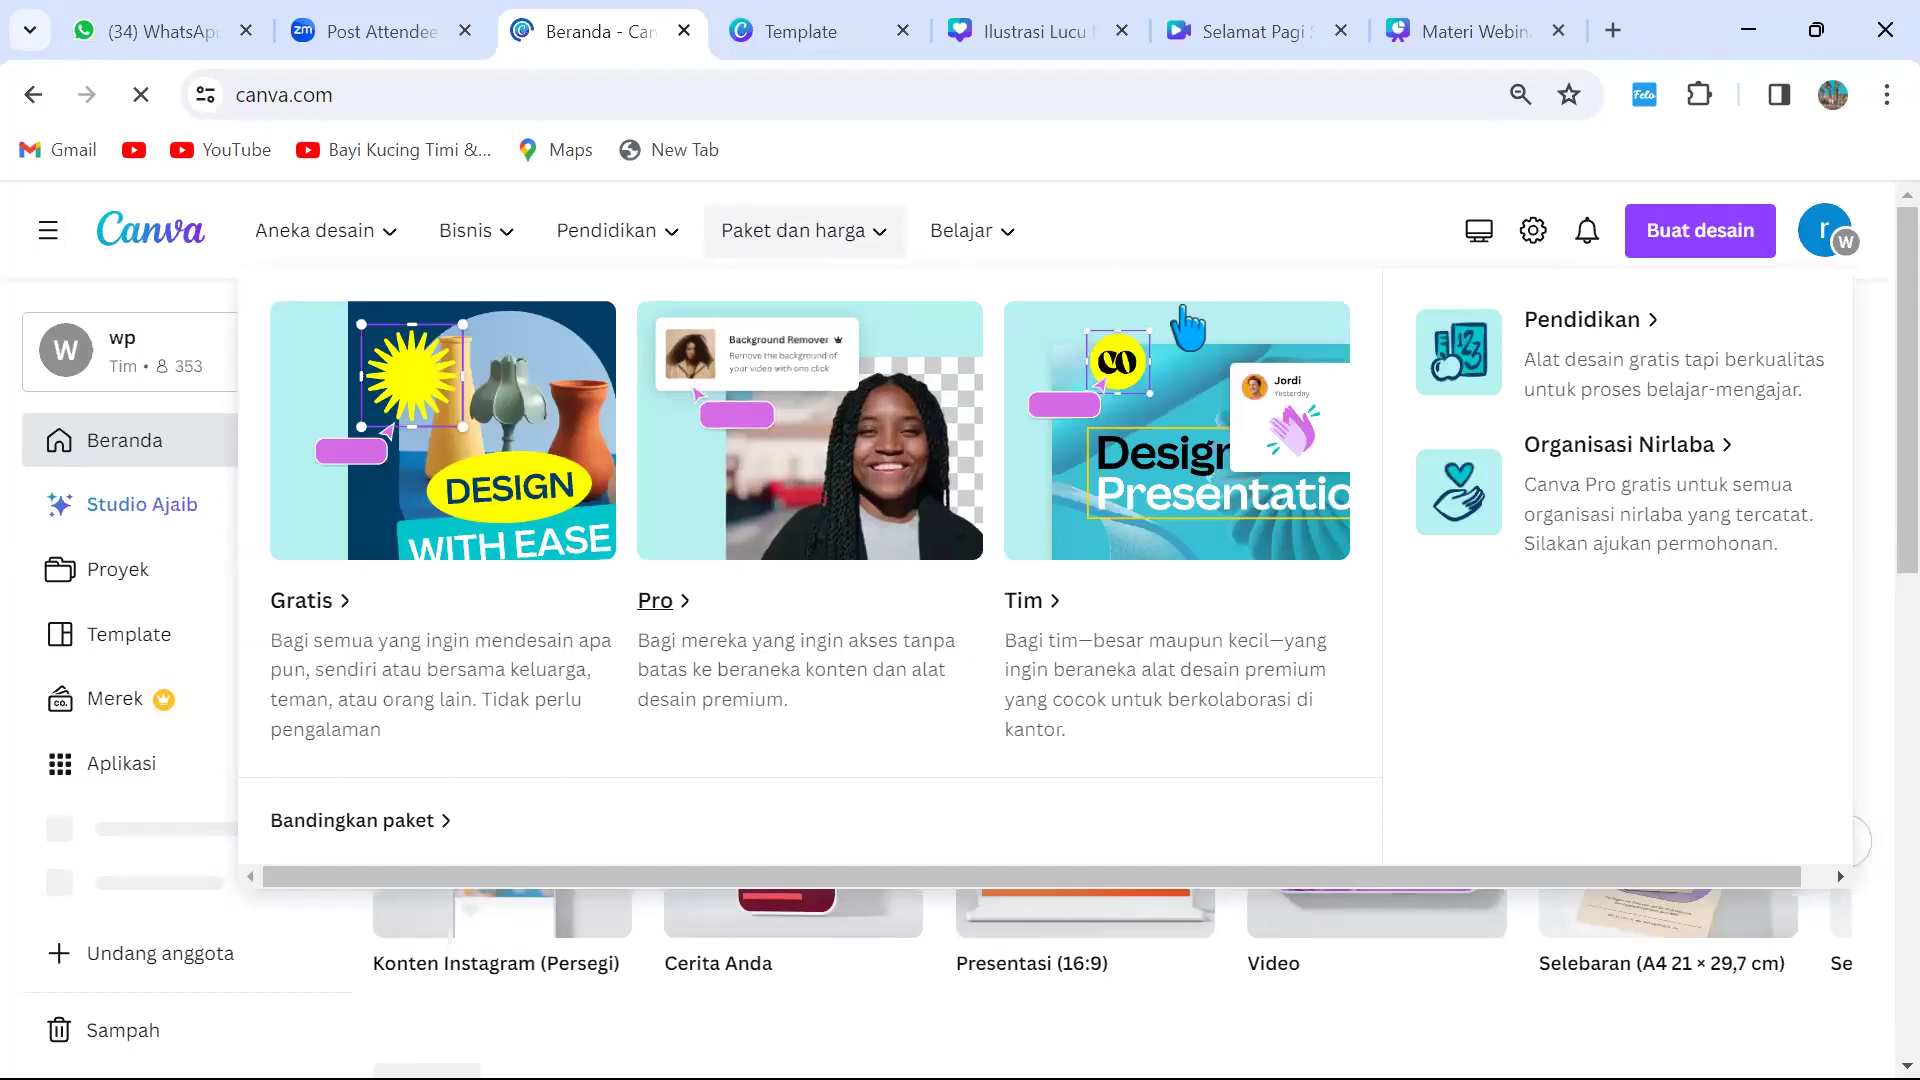 (34) WhatsAp
Post Attendee
Beranda - Can
Template
Ilustrasi Lucu
Selamat Pagi
Materi Webin
canva.com
Felo
Gmail
YouTube
Bayi Kucing Timi &...
Maps
New Tab
Canva
Aneka desain
Bisnis
Pendidikan
Paket dan harga
Belajar
Buat desain
r
W
W
wp
Tim • 353
Beranda
Studio Ajaib
Proyek
Template
Merek
Aplikasi
Undang anggota
Sampah
DESIGN
WITH EASE
Background Remover
Remove the background of
your video with one click
CO
Jordi
Yesterday
Design
Presentatio
Gratis
Bagi semua yang ingin mendesain apa
pun, sendiri atau bersama keluarga,
teman, atau orang lain. Tidak perlu
pengalaman
Pro
Bagi mereka yang ingin akses tanpa
batas ke beraneka konten dan alat
desain premium.
Tim
Bagi tim—besar maupun kecil—yang
ingin beraneka alat desain premium
yang cocok untuk berkolaborasi di
kantor.
Bandingkan paket
Pendidikan
Alat desain gratis tapi berkualitas
untuk proses belajar-mengajar.
Organisasi Nirlaba
Canva Pro gratis untuk semua
organisasi nirlaba yang tercatat.
Silakan ajukan permohonan.
Konten Instagram (Persegi)
Cerita Anda
Presentasi (16:9)
Video
Selebaran (A4 21 × 29,7 cm)
Se